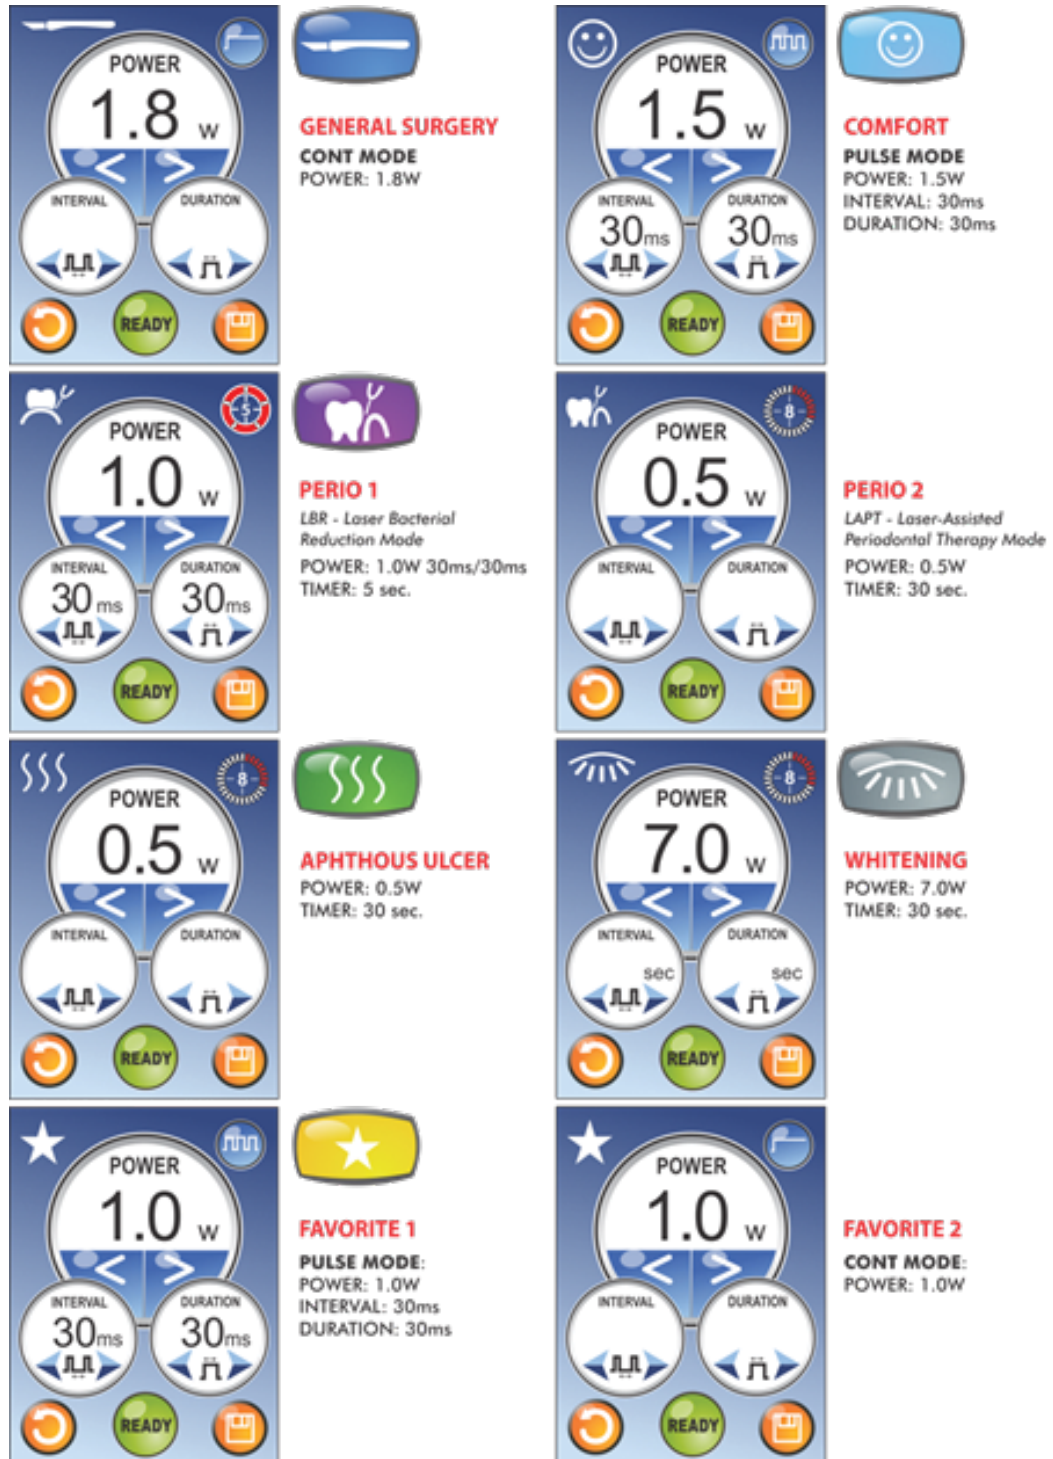 POWER
1.8 w
INTERVAL
DURATION
READY
GENERAL SURGERY
CONT MODE
POWER: 1.8W
POWER
1.5 w
INTERVAL
DURATION
30ms
30ms
READY
COMFORT
PULSE MODE
POWER: 1.5W
INTERVAL: 30ms
DURATION: 30ms
5
POWER
1.0 w
INTERVAL
DURATION
30 ms
30ms
READY
PERIO 1
LBR - Laser Bacterial
Reduction Mode
POWER: 1.0W 30ms/30ms
TIMER: 5 sec.
8
POWER
0.5 w
INTERVAL
DURATION
READY
PERIO 2
LAPT - Laser-Assisted
Periodontal Therapy Mode
POWER: 0.5W
TIMER: 30 sec.
8
POWER
0.5 w
INTERVAL
DURATION
READY
APHTHOUS ULCER
POWER: 0.5W
TIMER: 30 sec.
8
POWER
7.0 w
INTERVAL
DURATION
sec
sec
READY
WHITENING
POWER: 7.0W
TIMER: 30 sec.
POWER
1.0 w
INTERVAL
DURATION
30ms
30ms
READY
FAVORITE 1
PULSE MODE:
POWER: 1.0W
INTERVAL: 30ms
DURATION: 30ms
POWER
1.0 w
INTERVAL
DURATION
READY
FAVORITE 2
CONT MODE:
POWER: 1.0W